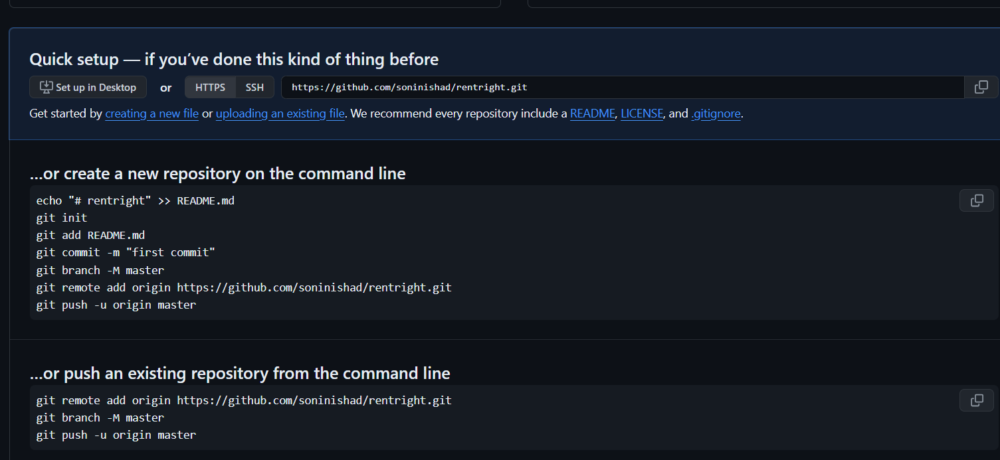 Quick setup — if you’ve done this kind of thing before
Set up in Desktop or HTTPS SSH https://github.com/soninishad/rentright.git
Get started by creating a new file or uploading an existing file. We recommend every repository include a README, LICENSE, and .gitignore.
…or create a new repository on the command line
echo "# rentright" >> README.md
git init
git add README.md
git commit -m "first commit"
git branch -M master
git remote add origin https://github.com/soninishad/rentright.git
git push -u origin master
…or push an existing repository from the command line
git remote add origin https://github.com/soninishad/rentright.git
git branch -M master
git push -u origin master